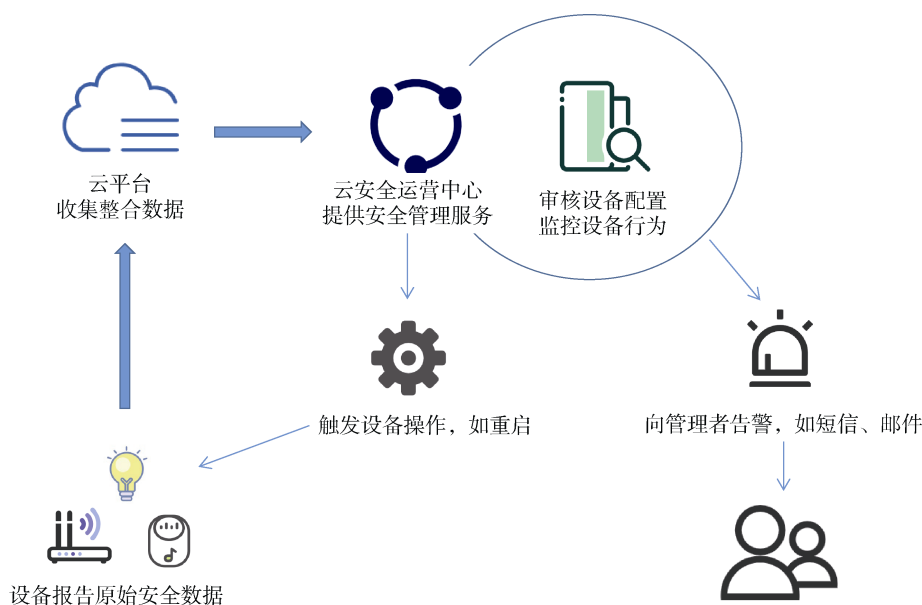 云平台
收集整合数据
云安全运营中心
提供安全管理服务
审核设备配置
监控设备行为
触发设备操作，如重启
向管理者告警，如短信、邮件
设备报告原始安全数据